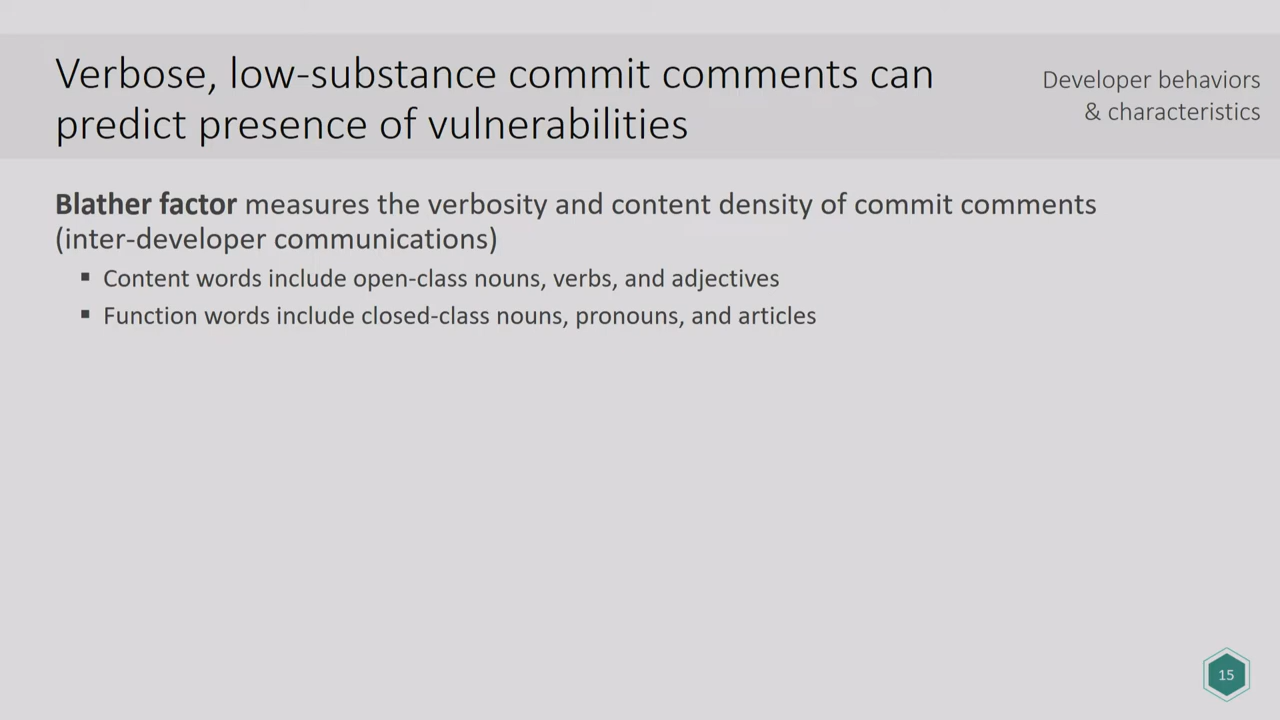 Verbose, low-substance commit comments can
predict presence of vulnerabilities
Developer behaviors
& characteristics
Blather factor measures the verbosity and content density of commit comments
(inter-developer communications)
▪ Content words include open-class nouns, verbs, and adjectives
▪ Function words include closed-class nouns, pronouns, and articles
15